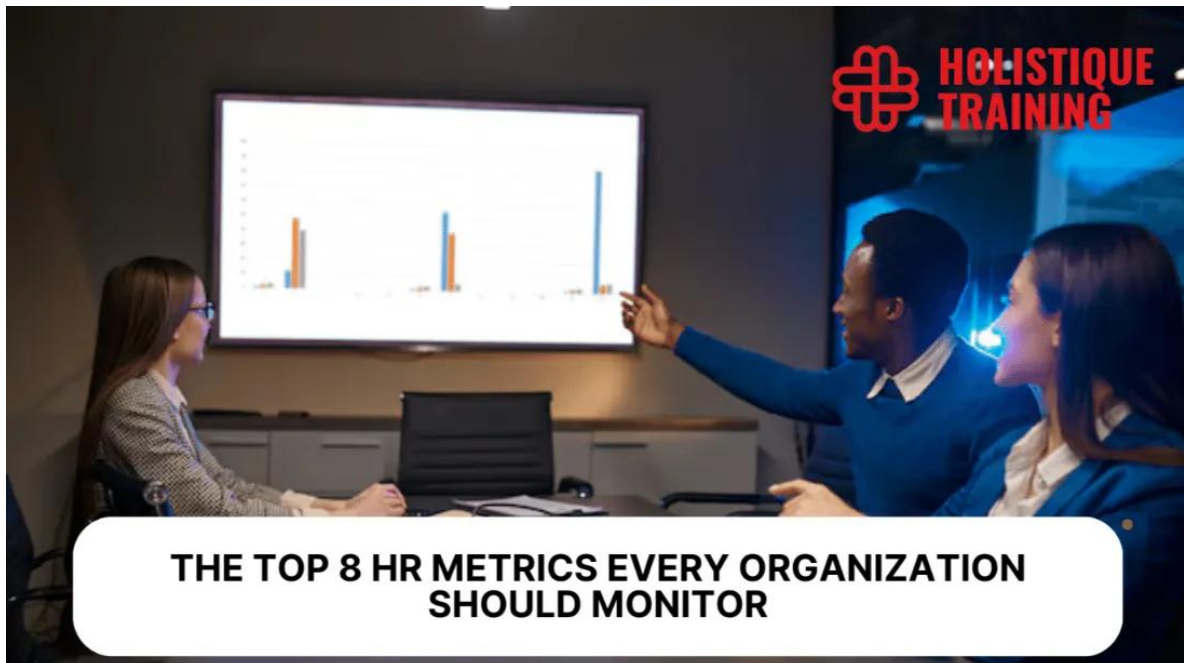 HOLISTIQUE
TRAINING
THE TOP 8 HR METRICS EVERY ORGANIZATION
SHOULD MONITOR